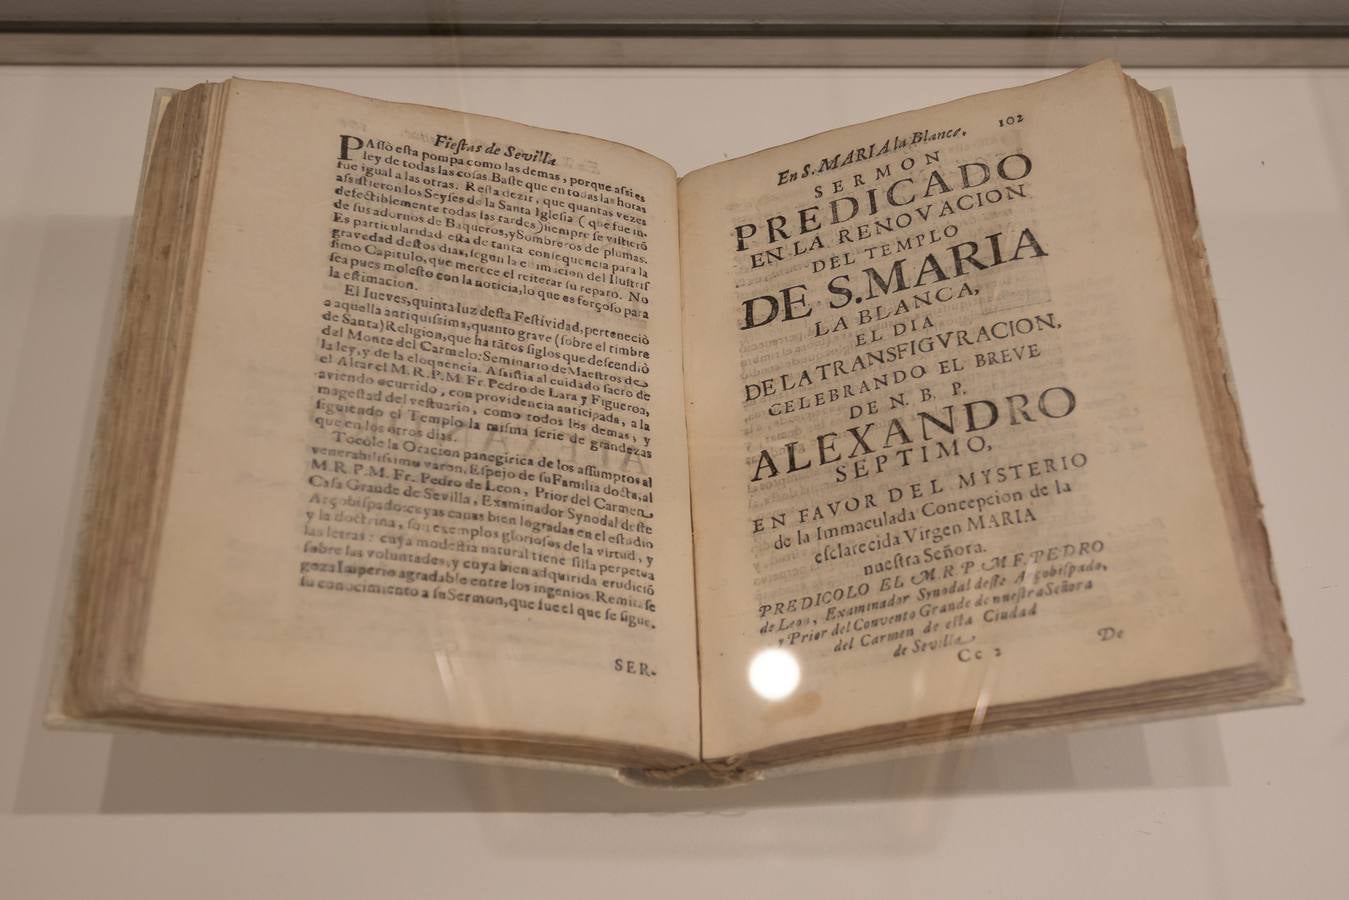 Fiestas de Sevilla
PAssò esta pompa como las demas, porque assi es
ley de todas las cosas. Baste que en todas las horas
fue igual a las otras. Resta dezir, que quantas vezes
assistieron los Seyses de la Santa Iglesia (que fue in-
defectiblemente todas las tardes) siempre se vistierõ
de sus adornos de Baqueros, y Sombreros de plumas.
Es particularidad esta de tanta consequencia para la
gravedad destos dias, segun la estimacion del Ilustris
simo Capitulo, que merece el reiterar su reparo. No
sea pues molesto con la noticia, lo que es forçoso para
la estimacion.
El Iueves, quinta luz desta Festividad, perteneciò
a aquella antiquissima, quanto grave (sobre el timbre
de Santa) Religion, que ha tãtos siglos que descendiò
del Monte del Carmelo: Seminario de Maestros de
la ley, y de la eloquencia. Assistia al cuidado sacro de
el Altar el M. R. P. M. Fr. Pedro de Lara y Figueroa,
aviendo ocurrido, con providencia anticipada, a la
magestad del vestuario, como todos los demas, y
siguiendo el Templo la misma serie de grandezas
que en los otros dias.
Tocòle la Oracion panegirica de los assumptos al
venerabilissimo varon, Espejo de su Familia docta, al
M. R. P. M. Fr. Pedro de Leon, Prior del Carmen
Casa Grande de Sevilla, Examinador Synodal deste
Arçobispado: cuyas canas bien logradas en el estudio
y la doctrina, son exemplos gloriosos de la virtud, y
las letras: cuya modestia natural tiene silla perpetua
sobre las voluntades, y cuya bien adquirida erudiciõ
goza Imperio agradable entre los ingenios. Remitase
su conocimiento a su Sermon, que fue el que se sigue.
SER-
En S. MARIA la Blanca. 102
SERMON
PREDICADO
EN LA RENOVACION
DEL TEMPLO
DE S. MARIA
LA BLANCA,
EL DIA
DE LA TRANSFIGVRACION,
CELEBRANDO EL BREVE
DE N. B. P.
ALEXANDRO
SEPTIMO,
EN FAVOR DEL MYSTERIO
de la Immaculada Concepcion de la
esclarecida Virgen MARIA
nuestra Señora.
PREDICOLO EL M. R. P. M. F. PEDRO
de Leon, Examinador Synodal deste Arçobispado,
y Prior del Convento Grande de nuestra Señora
del Carmen de esta Ciudad
de Sevilla.
Cc 2 De